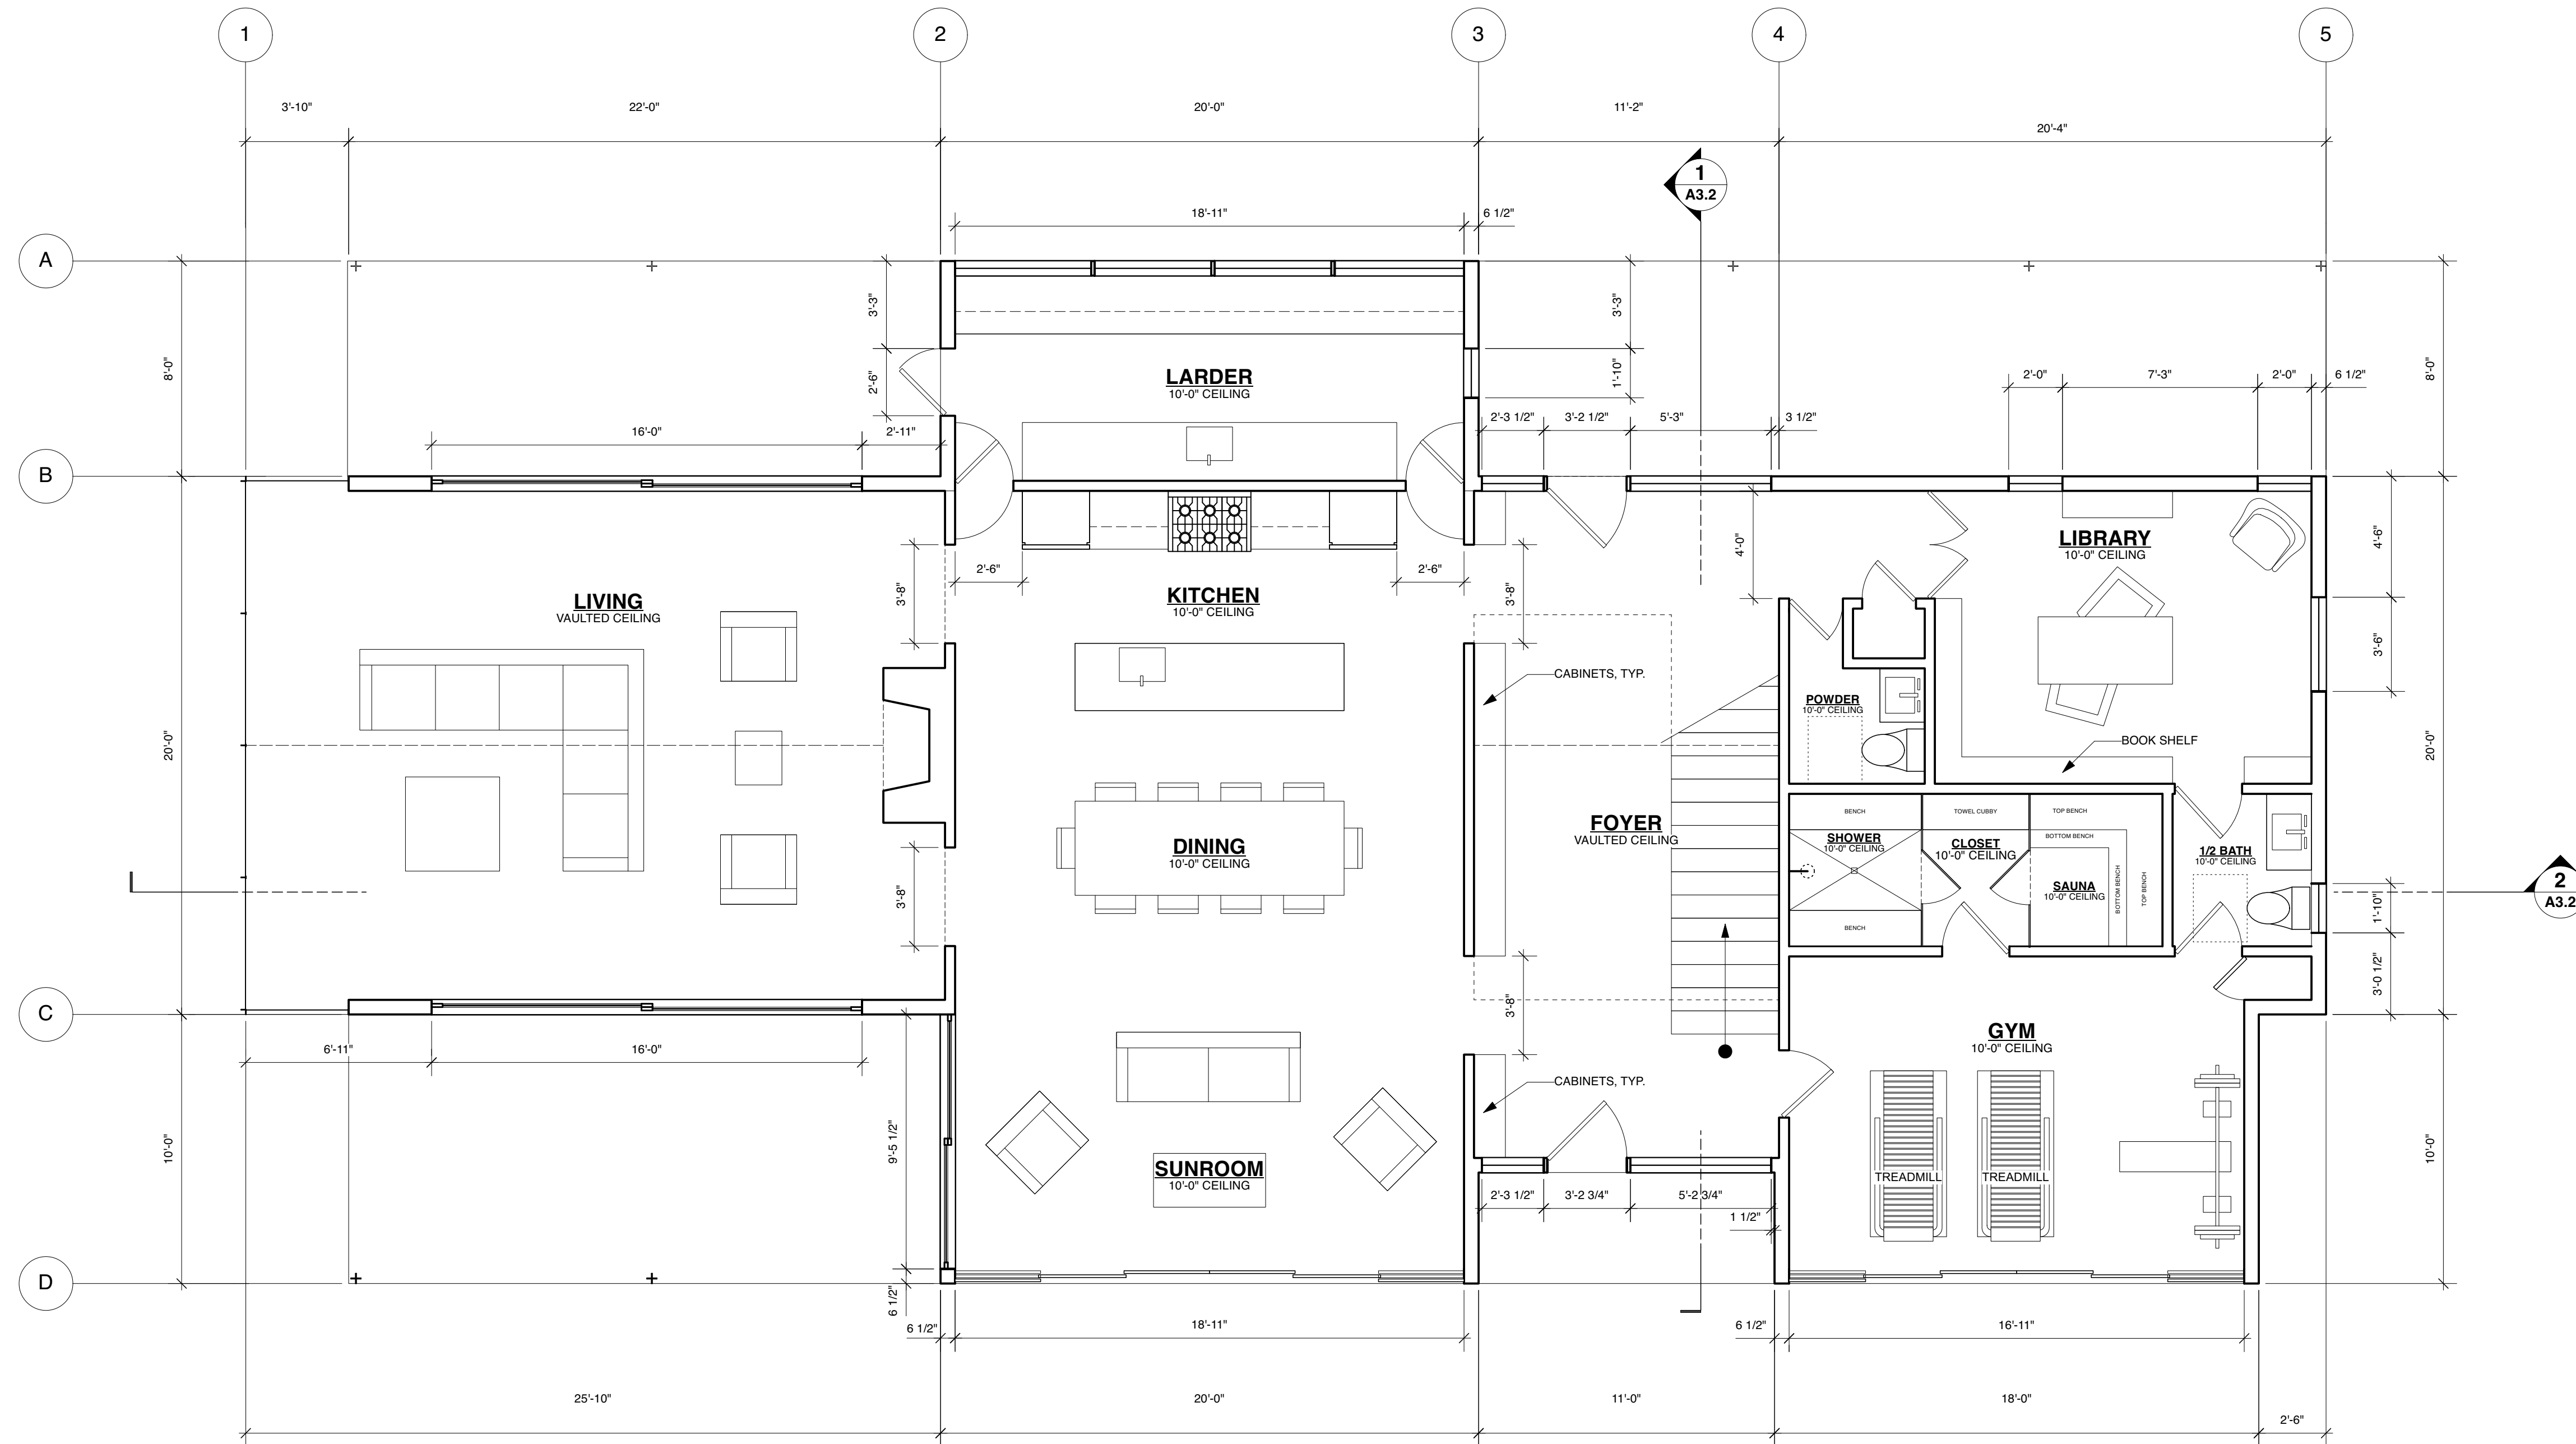 1
2
3
4
5
3'-10"
22'-0"
20'-0"
11'-2"
20'-4"
1
A3.2
18'-11"
6 1/2"
A
3'-3"
3'-3"
8'-0"
2'-6"
LARDER
10'-0" CEILING
1'-10"
2'-0"
7'-3"
2'-0"
6 1/2"
8'-0"
16'-0"
2'-11"
2'-3 1/2"
3'-2 1/2"
5'-3"
3 1/2"
B
LIBRARY
10'-0" CEILING
4'-6"
4'-0"
2'-6"
2'-6"
3'-8"
3'-8"
LIVING
VAULTED CEILING
KITCHEN
10'-0" CEILING
3'-6"
CABINETS, TYP.
POWDER
10'-0" CEILING
BOOK SHELF
20'-0"
20'-0"
FOYER
VAULTED CEILING
BENCH
TOWEL CUBBY
TOP BENCH
SHOWER
10'-0" CEILING
CLOSET
10'-0" CEILING
BOTTOM BENCH
1/2 BATH
10'-0" CEILING
DINING
10'-0" CEILING
SAUNA
10'-0" CEILING
BOTTOM BENCH
TOP BENCH
3'-8"
BENCH
1'-10"
2
A3.2
3'-0 1/2"
3'-8"
C
6'-11"
16'-0"
GYM
10'-0" CEILING
CABINETS, TYP.
10'-0"
9'-5 1/2"
10'-0"
SUNROOM
10'-0" CEILING
TREADMILL
TREADMILL
2'-3 1/2"
3'-2 3/4"
5'-2 3/4"
1 1/2"
D
6 1/2"
6 1/2"
18'-11"
6 1/2"
16'-11"
25'-10"
20'-0"
11'-0"
18'-0"
2'-6"